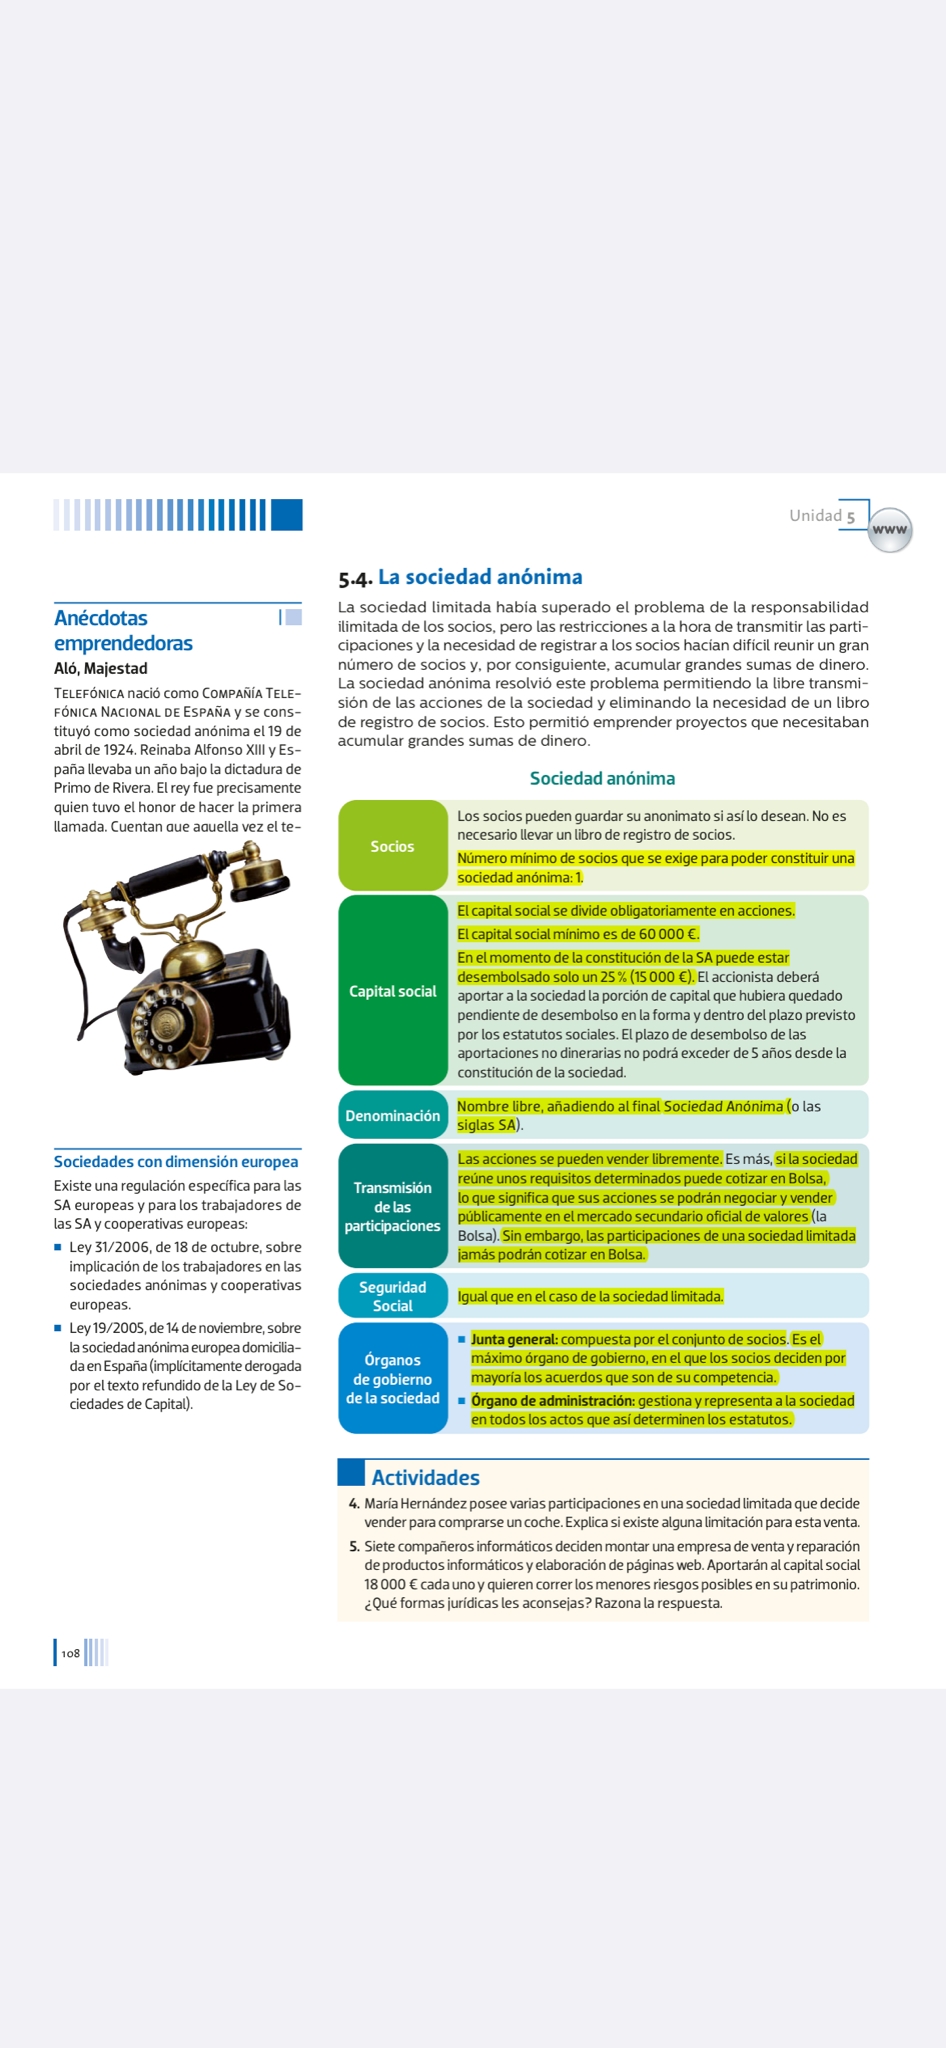 Unidad 5
www
5.4. La sociedad anónima
La sociedad limitada había superado el problema de la responsabilidad
ilimitada de los socios, pero las restricciones a la hora de transmitir las parti-
cipaciones y la necesidad de registrar a los socios hacían difícil reunir un gran
número de socios y, por consiguiente, acumular grandes sumas de dinero.
La sociedad anónima resolvió este problema permitiendo la libre transmi-
sión de las acciones de la sociedad y eliminando la necesidad de un libro
de registro de socios. Esto permitió emprender proyectos que necesitaban
acumular grandes sumas de dinero.
Anécdotas
emprendedoras
Aló, Majestad
TELEFÓNICA nació como COMPAÑÍA TELE-
FÓNICA NACIONAL DE ESPAÑA y se cons-
tituyó como sociedad anónima el 19 de
abril de 1924. Reinaba Alfonso XIII y Es-
paña llevaba un año bajo la dictadura de
Primo de Rivera. El rey fue precisamente
quien tuvo el honor de hacer la primera
llamada. Cuentan que aquella vez el te-
Sociedades con dimensión europea
Existe una regulación específica para las
SA europeas y para los trabajadores de
las SA y cooperativas europeas:
■ Ley 31/2006, de 18 de octubre, sobre
implicación de los trabajadores en las
sociedades anónimas y cooperativas
europeas.
■ Ley 19/2005, de 14 de noviembre, sobre
la sociedad anónima europea domicilia-
da en España (implícitamente derogada
por el texto refundido de la Ley de So-
ciedades de Capital).
Sociedad anónima
Socios
Los socios pueden guardar su anonimato si así lo desean. No es
necesario llevar un libro de registro de socios.
Número mínimo de socios que se exige para poder constituir una
sociedad anónima: 1.
Capital social
El capital social se divide obligatoriamente en acciones.
El capital social mínimo es de 60 000 €.
En el momento de la constitución de la SA puede estar
desembolsado solo un 25 % (15 000 €). El accionista deberá
aportar a la sociedad la porción de capital que hubiera quedado
pendiente de desembolso en la forma y dentro del plazo previsto
por los estatutos sociales. El plazo de desembolso de las
aportaciones no dinerarias no podrá exceder de 5 años desde la
constitución de la sociedad.
Denominación
Nombre libre, añadiendo al final Sociedad Anónima (o las
siglas SA).
Transmisión
de las
participaciones
Las acciones se pueden vender libremente. Es más, si la sociedad
reúne unos requisitos determinados puede cotizar en Bolsa,
lo que significa que sus acciones se podrán negociar y vender
públicamente en el mercado secundario oficial de valores (la
Bolsa). Sin embargo, las participaciones de una sociedad limitada
jamás podrán cotizar en Bolsa.
Seguridad
Social
Igual que en el caso de la sociedad limitada.
Órganos
de gobierno
de la sociedad
■ Junta general: compuesta por el conjunto de socios. Es el
máximo órgano de gobierno, en el que los socios deciden por
mayoría los acuerdos que son de su competencia.
■ Órgano de administración: gestiona y representa a la sociedad
en todos los actos que así determinen los estatutos.
Actividades
4. María Hernández posee varias participaciones en una sociedad limitada que decide
vender para comprarse un coche. Explica si existe alguna limitación para esta venta.
5. Siete compañeros informáticos deciden montar una empresa de venta y reparación
de productos informáticos y elaboración de páginas web. Aportarán al capital social
18 000 € cada uno y quieren correr los menores riesgos posibles en su patrimonio.
¿Qué formas jurídicas les aconsejas? Razona la respuesta.
108